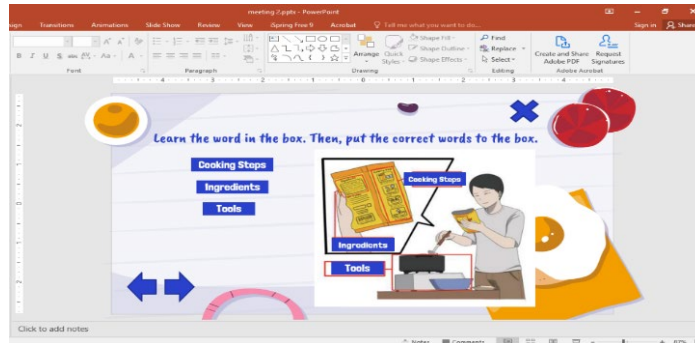 meeting 2.pptx - PowerPoint
sign Transitions Animations Slide Show Review View iSpring Free 9 Acrobat Tell me what you want to do... Sign in Share
Arrange Quick Styles Shape Fill Shape Outline Shape Effects
Find Replace Select
Create and Share Adobe PDF Request Signatures
Font Paragraph Drawing Editing Adobe Acrobat
Learn the word in the box. Then, put the correct words to the box.
Cooking Steps
Ingredients
Tools
Cooking Steps
Ingredients
Tools
Click to add notes
Notes Comments 87%